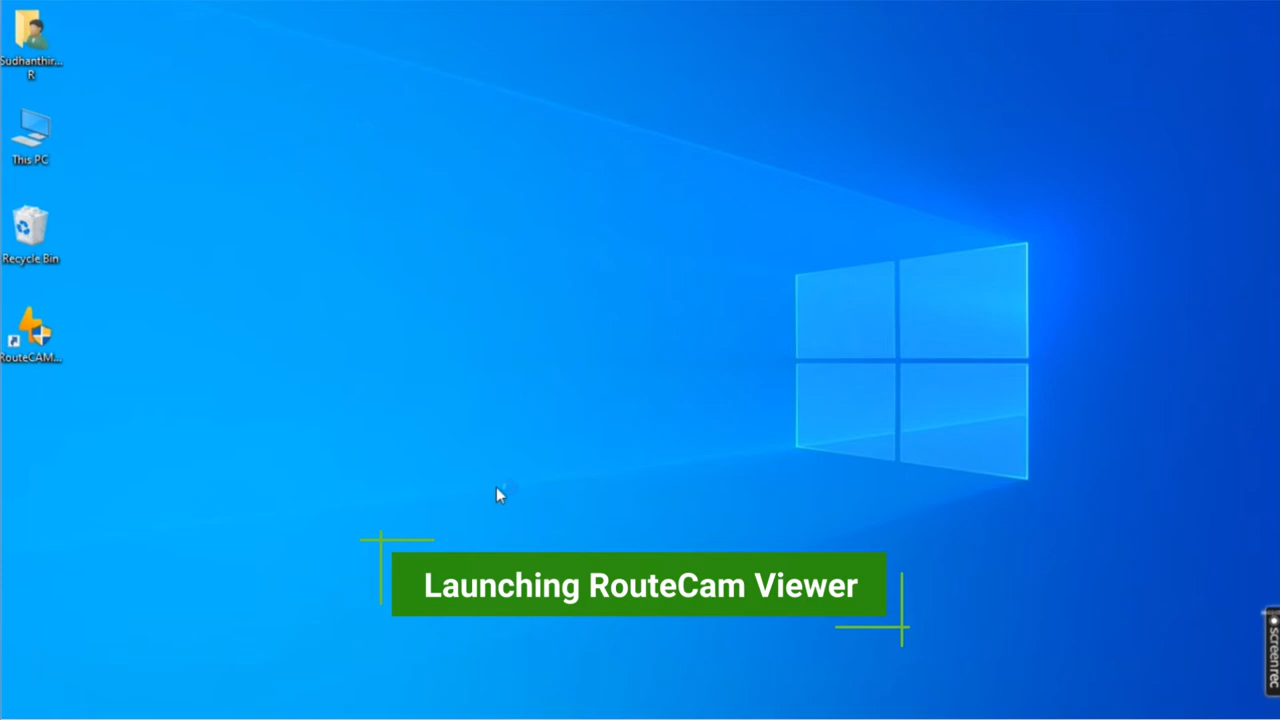 Sudhanthir...
R
This PC
Recycle Bin
RouteCAM...
Launching RouteCam Viewer
screenrec